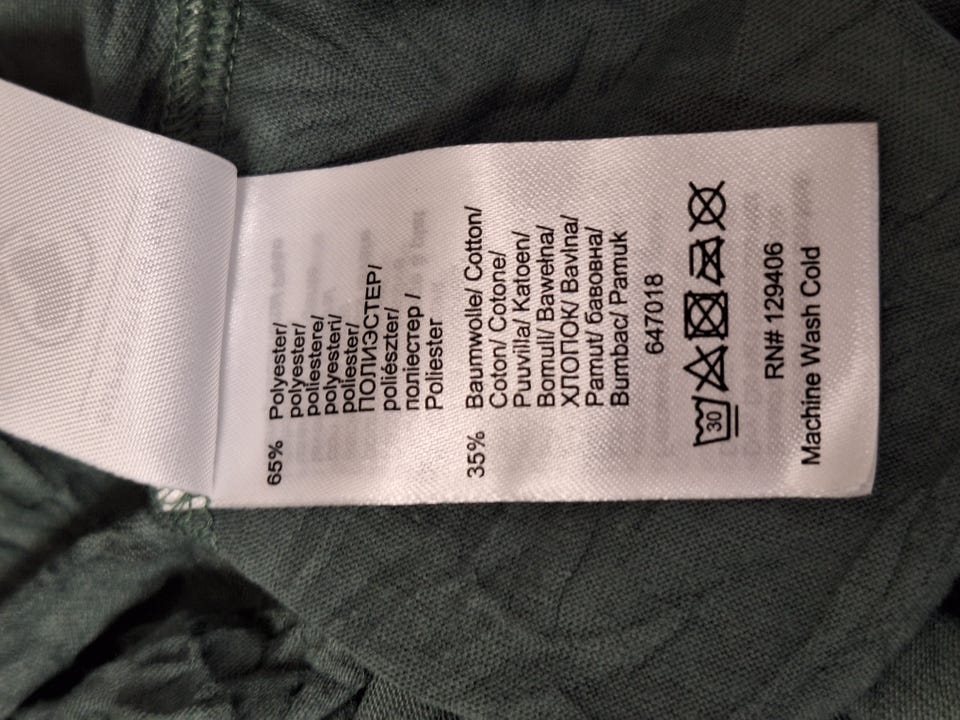 65% Polyester/
polyester/
poliestere/
polyesteri/
poliester/
ПОЛИЭСТЕР/
poliészter/
поліестер /
Poliester
35% Baumwolle/ Cotton/
Coton/ Cotone/
Puuvilla/ Katoen/
Bomull/ Bawełna/
ХЛОПОК/ Bavlna/
Pamut/ бавовна/
Bumbac/ Pamuk
647018
30
RN# 129406
Machine Wash Cold